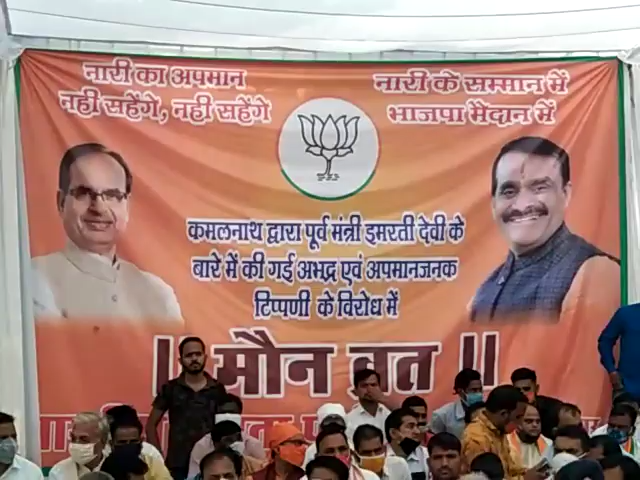 नारी का अपमान
नही सहेंगे, नही सहेंगे
नारी के सम्मान में
भाजपा मैदान में
कमलनाथ द्वारा पूर्व मंत्री इमरती देवी के
बारे में की गई अभद्र एवं अपमानजनक
टिप्पणी के विरोध में
|| मौन व्रत ||